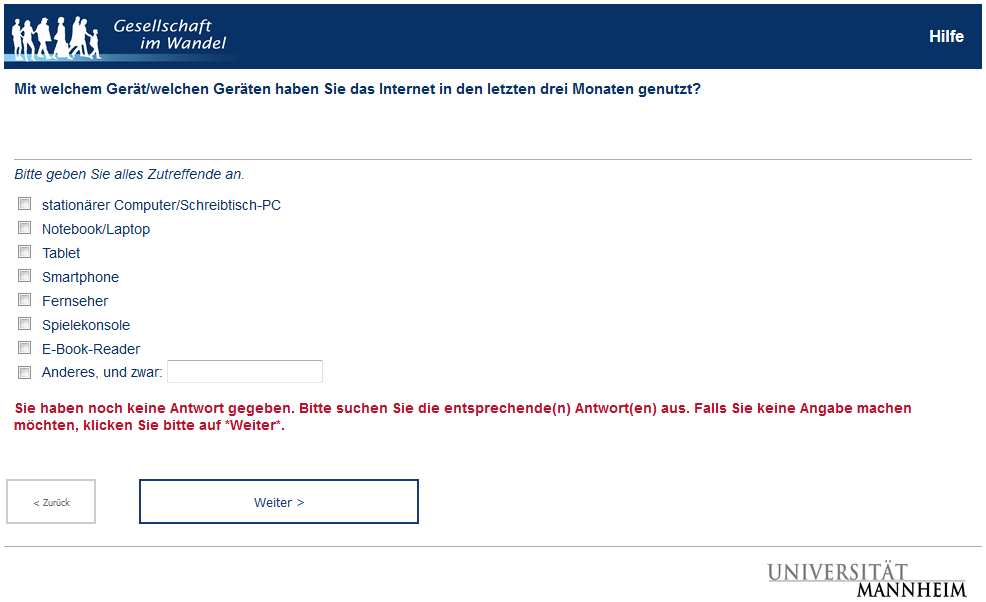 Gesellschaft
im Wandel
Hilfe
Mit welchem Gerät/welchen Geräten haben Sie das Internet in den letzten drei Monaten genutzt?
Bitte geben Sie alles Zutreffende an.
stationärer Computer/Schreibtisch-PC
Notebook/Laptop
Tablet
Smartphone
Fernseher
Spielekonsole
E-Book-Reader
Anderes, und zwar:
Sie haben noch keine Antwort gegeben. Bitte suchen Sie die entsprechende(n) Antwort(en) aus. Falls Sie keine Angabe machen
möchten, klicken Sie bitte auf *Weiter*.
< Zurück
Weiter >
UNIVERSITÄT
MANNHEIM